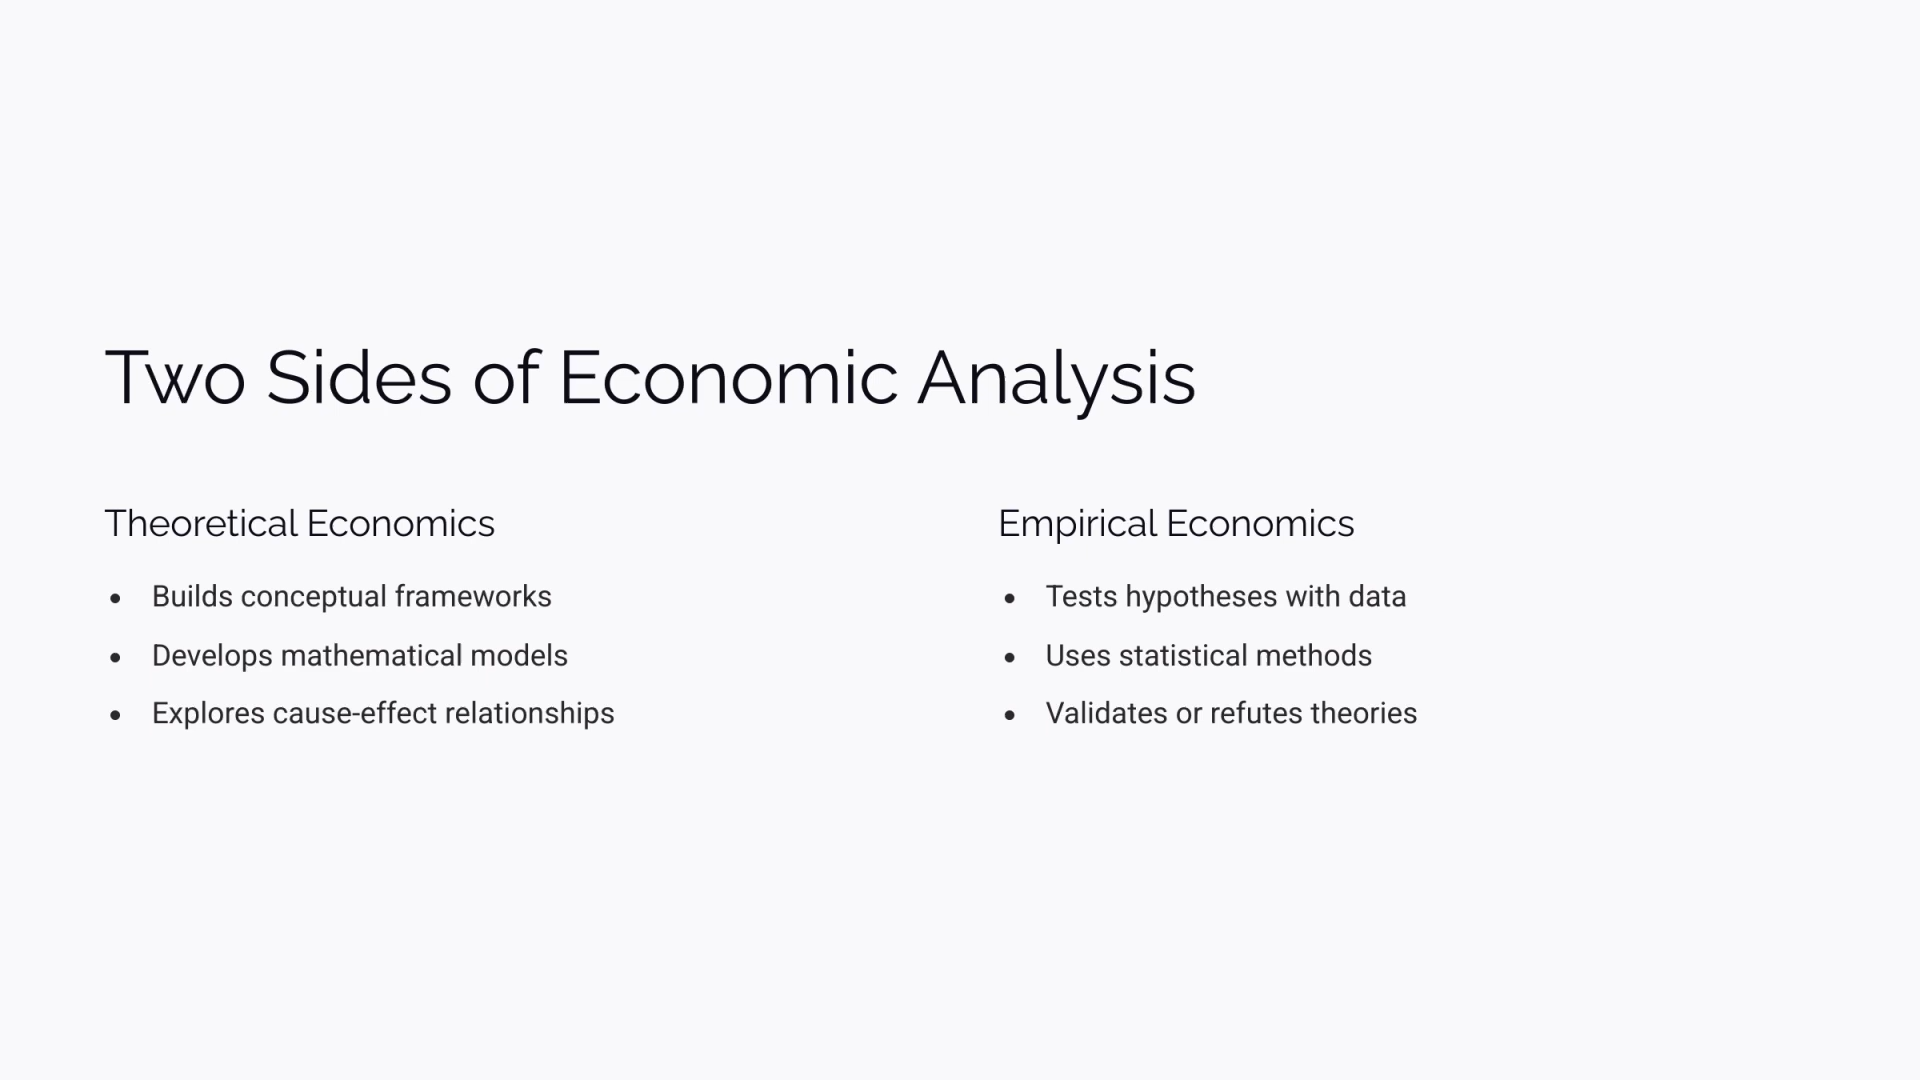 Two Sides of Economic Analysis
Theoretical Economics
• Builds conceptual frameworks
• Develops mathematical models
• Explores cause-effect relationships
Empirical Economics
• Tests hypotheses with data
• Uses statistical methods
• Validates or refutes theories